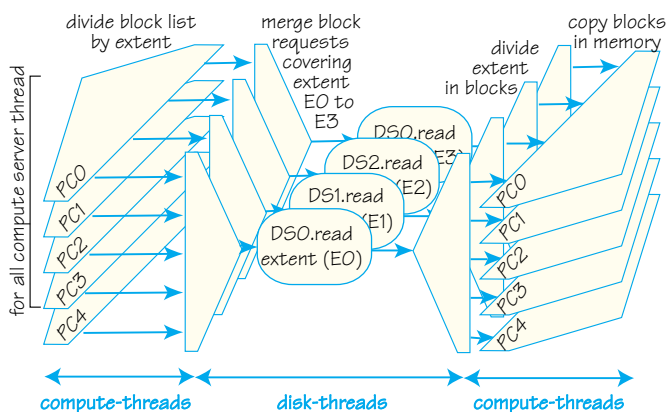 divide block list
by extent
merge block
requests
covering
extent
E0 to
E3
divide
extent
in blocks
copy blocks
in memory
for all compute server thread
PC0
PC1
PC2
PC3
PC4
DS0.read
(E3)
DS2.read
(E2)
DS1.read
(E1)
DS0.read
extent (E0)
PC0
PC1
PC2
PC3
PC4
compute-threads
disk-threads
compute-threads